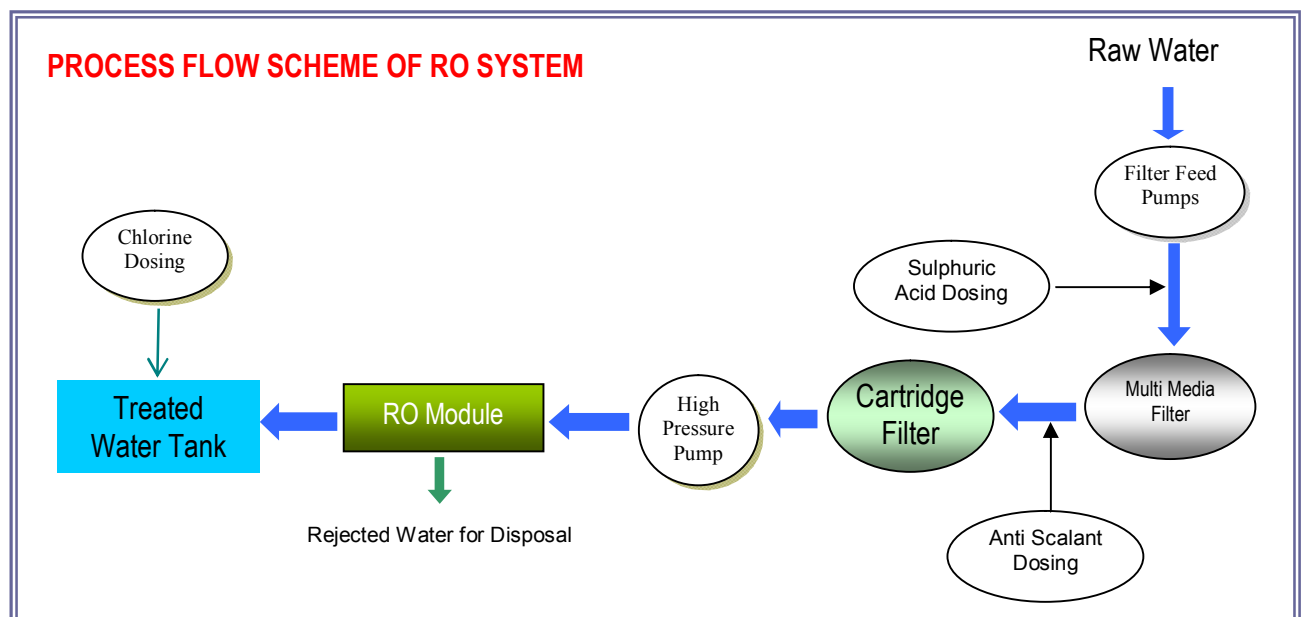 PROCESS FLOW SCHEME OF RO SYSTEM
Raw Water
Filter Feed
Pumps
Chlorine
Dosing
Sulphuric
Acid Dosing
Treated
Water Tank
RO Module
High
Pressure
Pump
Cartridge
Filter
Multi Media
Filter
Rejected Water for Disposal
Anti Scalant
Dosing